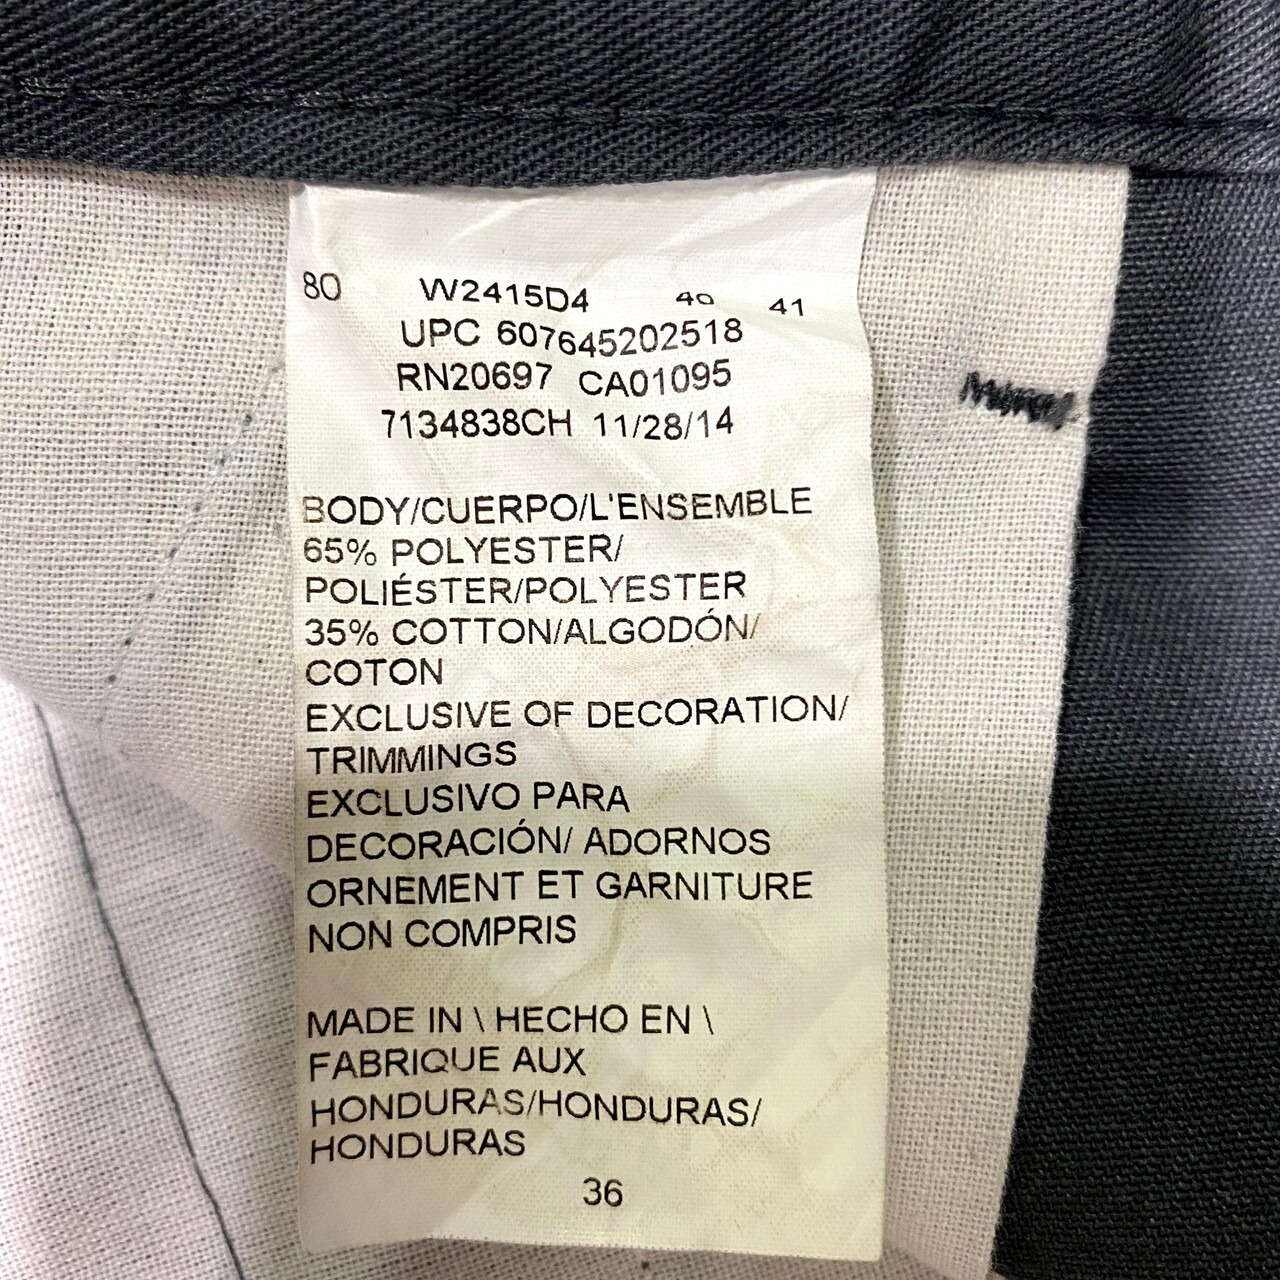 80 W2415D4 40 41
UPC 607645202518
RN20697 CA01095
7134838CH 11/28/14
BODY/CUERPO/L'ENSEMBLE
65% POLYESTER/
POLIÉSTER/POLYESTER
35% COTTON/ALGODÓN/
COTON
EXCLUSIVE OF DECORATION/
TRIMMINGS
EXCLUSIVO PARA
DECORACIÓN/ ADORNOS
ORNEMENT ET GARNITURE
NON COMPRIS
MADE IN \ HECHO EN \
FABRIQUE AUX
HONDURAS/HONDURAS/
HONDURAS
36